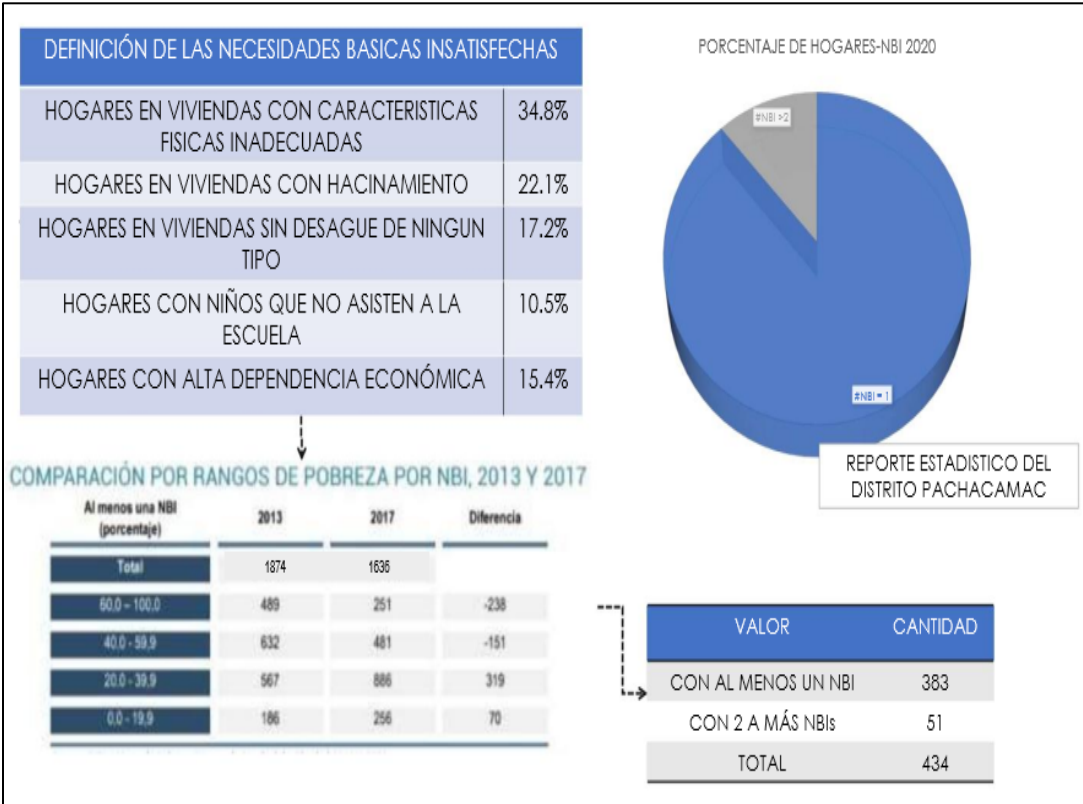 DEFINICIÓN DE LAS NECESIDADES BASICAS INSATISFECHAS
HOGARES EN VIVIENDAS CON CARACTERISTICAS
FISICAS INADECUADAS
34.8%
HOGARES EN VIVIENDAS CON HACINAMIENTO
22.1%
HOGARES EN VIVIENDAS SIN DESAGUE DE NINGUN
TIPO
17.2%
HOGARES CON NIÑOS QUE NO ASISTEN A LA
ESCUELA
10.5%
HOGARES CON ALTA DEPENDENCIA ECONÓMICA
15.4%
PORCENTAJE DE HOGARES-NBI 2020
#NBI >2
#NBI = 1
REPORTE ESTADISTICO DEL
DISTRITO PACHACAMAC
COMPARACIÓN POR RANGOS DE POBREZA POR NBI, 2013 Y 2017
Al menos una NBI
(porcentaje)
2013
2017
Diferencia
Total
1874
1636
60,0 – 100,0
489
251
-238
40,0 - 59,9
632
481
-151
20.0 - 39,9
567
886
319
0,0 - 19,9
186
256
70
VALOR
CANTIDAD
CON AL MENOS UN NBI
383
CON 2 A MÁS NBIs
51
TOTAL
434